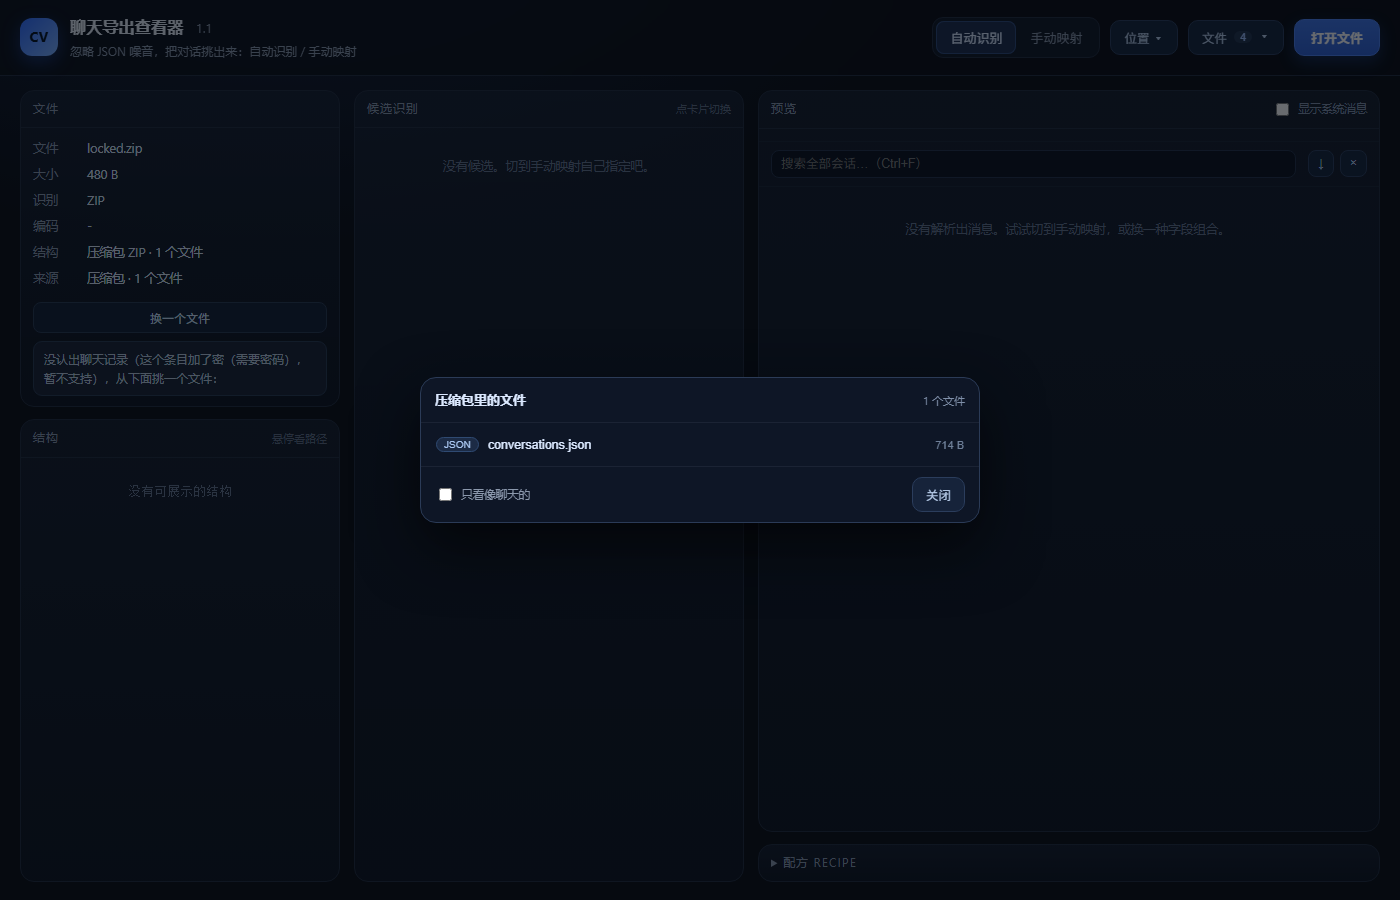 CV
聊天导出查看器 1.1
忽略 JSON 噪音，把对话挑出来：自动识别 / 手动映射
自动识别 手动映射 位置 文件 4 打开文件
文件
文件 locked.zip
大小 480 B
识别 ZIP
编码 -
结构 压缩包 ZIP · 1 个文件
来源 压缩包 · 1 个文件
换一个文件
没认出聊天记录（这个条目加了密（需要密码），
暂不支持），从下面挑一个文件：
结构 悬停看路径
没有可展示的结构
候选识别 点卡片切换
没有候选。切到手动映射自己指定吧。
预览 显示系统消息
搜索全部会话…（Ctrl+F） ↓ ×
没有解析出消息。试试切到手动映射，或换一种字段组合。
压缩包里的文件 1 个文件
JSON conversations.json 714 B
只看像聊天的 关闭
配方 RECIPE